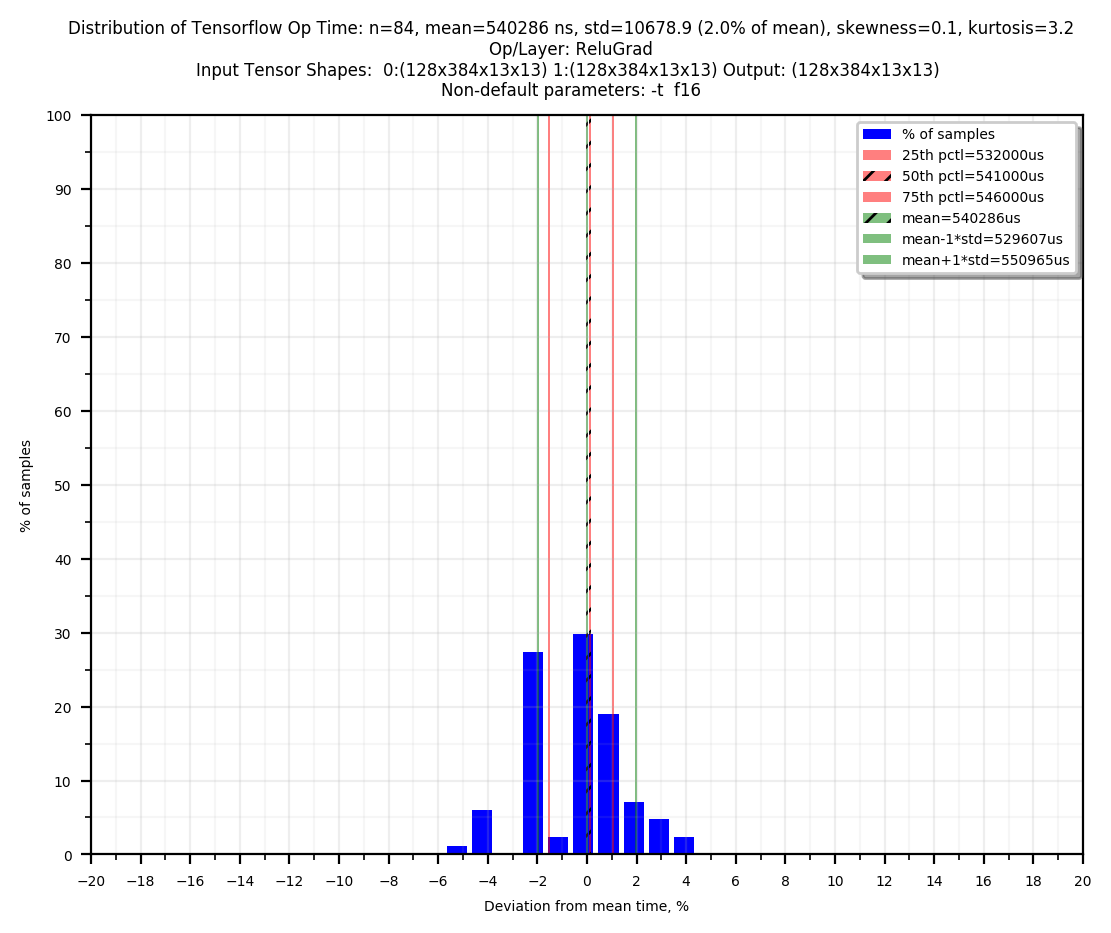 Distribution of Tensorflow Op Time: n=84, mean=540286 ns, std=10678.9 (2.0% of mean), skewness=0.1, kurtosis=3.2
Op/Layer: ReluGrad
Input Tensor Shapes:  0:(128x384x13x13) 1:(128x384x13x13) Output: (128x384x13x13)
Non-default parameters: -t  f16
% of samples
25th pctl=532000us
50th pctl=541000us
75th pctl=546000us
mean=540286us
mean-1*std=529607us
mean+1*std=550965us
100
90
80
70
60
50
40
30
20
10
0
% of samples
−20 −18 −16 −14 −12 −10 −8 −6 −4 −2 0 2 4 6 8 10 12 14 16 18 20
Deviation from mean time, %